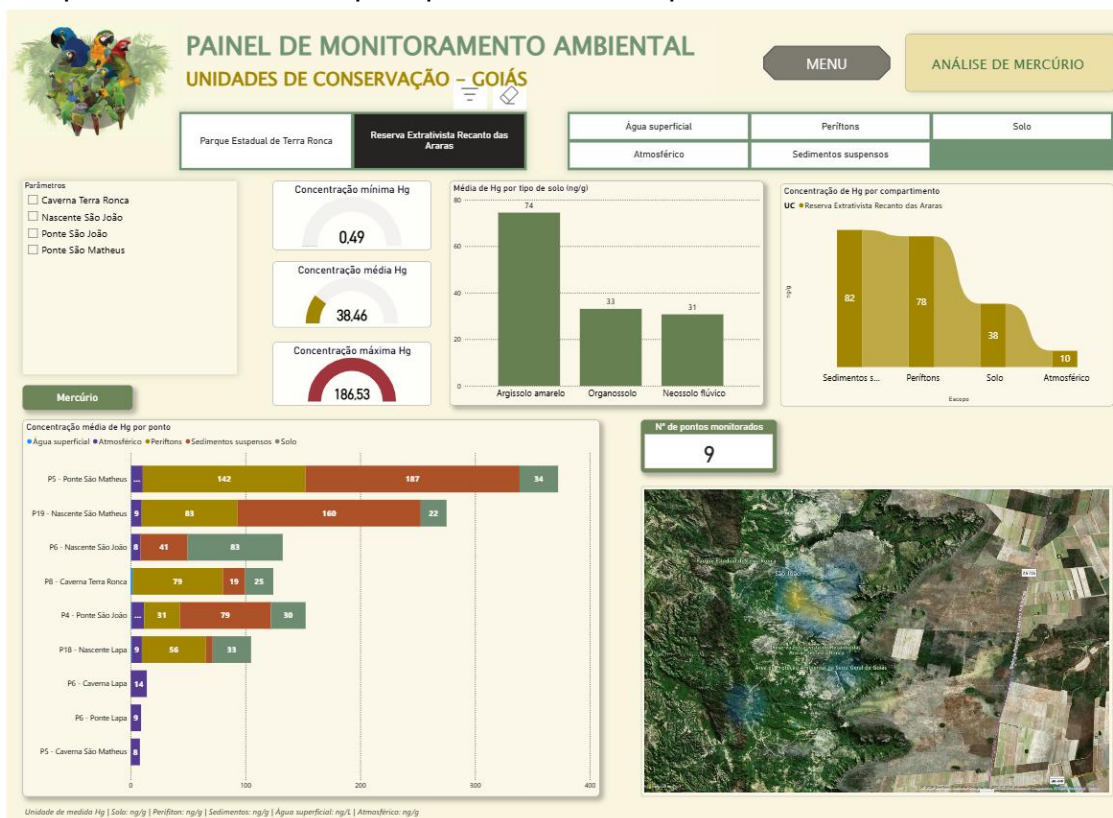 PAINEL DE MONITORAMENTO AMBIENTAL
UNIDADES DE CONSERVAÇÃO – GOIÁS
MENU
ANÁLISE DE MERCÚRIO
Parque Estadual de Terra Ronca
Reserva Extrativista Recanto das
Araras
Água superficial
Perífitons
Solo
Atmosférico
Sedimentos suspensos
Parâmetros
Caverna Terra Ronca
Nascente São João
Ponte São João
Ponte São Matheus
Mercúrio
Concentração mínima Hg
0,49
Concentração média Hg
38,46
Concentração máxima Hg
186,53
Média de Hg por tipo de solo (ng/g)
80
60
40
20
0
74
33
31
Argissolo amarelo
Organossolo
Neossolo flúvico
Concentração de Hg por compartimento
UC Reserva Extrativista Recanto das Araras
ng/g
82
78
38
10
Sedimentos s...
Perífitons
Solo
Atmosférico
Escopo
Concentração média de Hg por ponto
Água superficial Atmosférico Perífitons Sedimentos suspensos Solo
P5 - Ponte São Matheus ... 142 187 34
P19 - Nascente São Matheus 9 83 160 22
P6 - Nascente São João 8 41 83
P8 - Caverna Terra Ronca 79 19 25
P4 - Ponte São João ... 31 79 30
P18 - Nascente Lapa 9 56 33
P6 - Caverna Lapa 14
P6 - Ponte Lapa 9
P5 - Caverna São Matheus 8
0 100 200 300 400
N° de pontos monitorados
9
São João
Unidade de medida Hg | Solo: ng/g | Perifíton: ng/g | Sedimentos: ng/g | Água superficial: ng/L | Atmosférico: ng/g